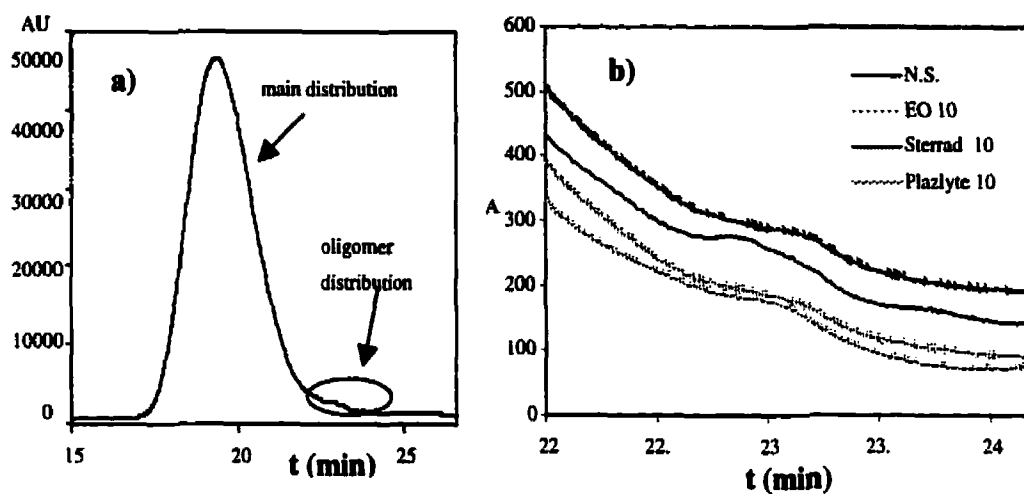 AU
50000
40000
30000
20000
10000
0
15
20
25
t (min)
a)
main distribution
oligomer
distribution
600
500
400
300
200
100
0
A
22
22.
23
23.
24
t (min)
b)
N.S.
EO 10
Sterrad 10
Plazlyte 10